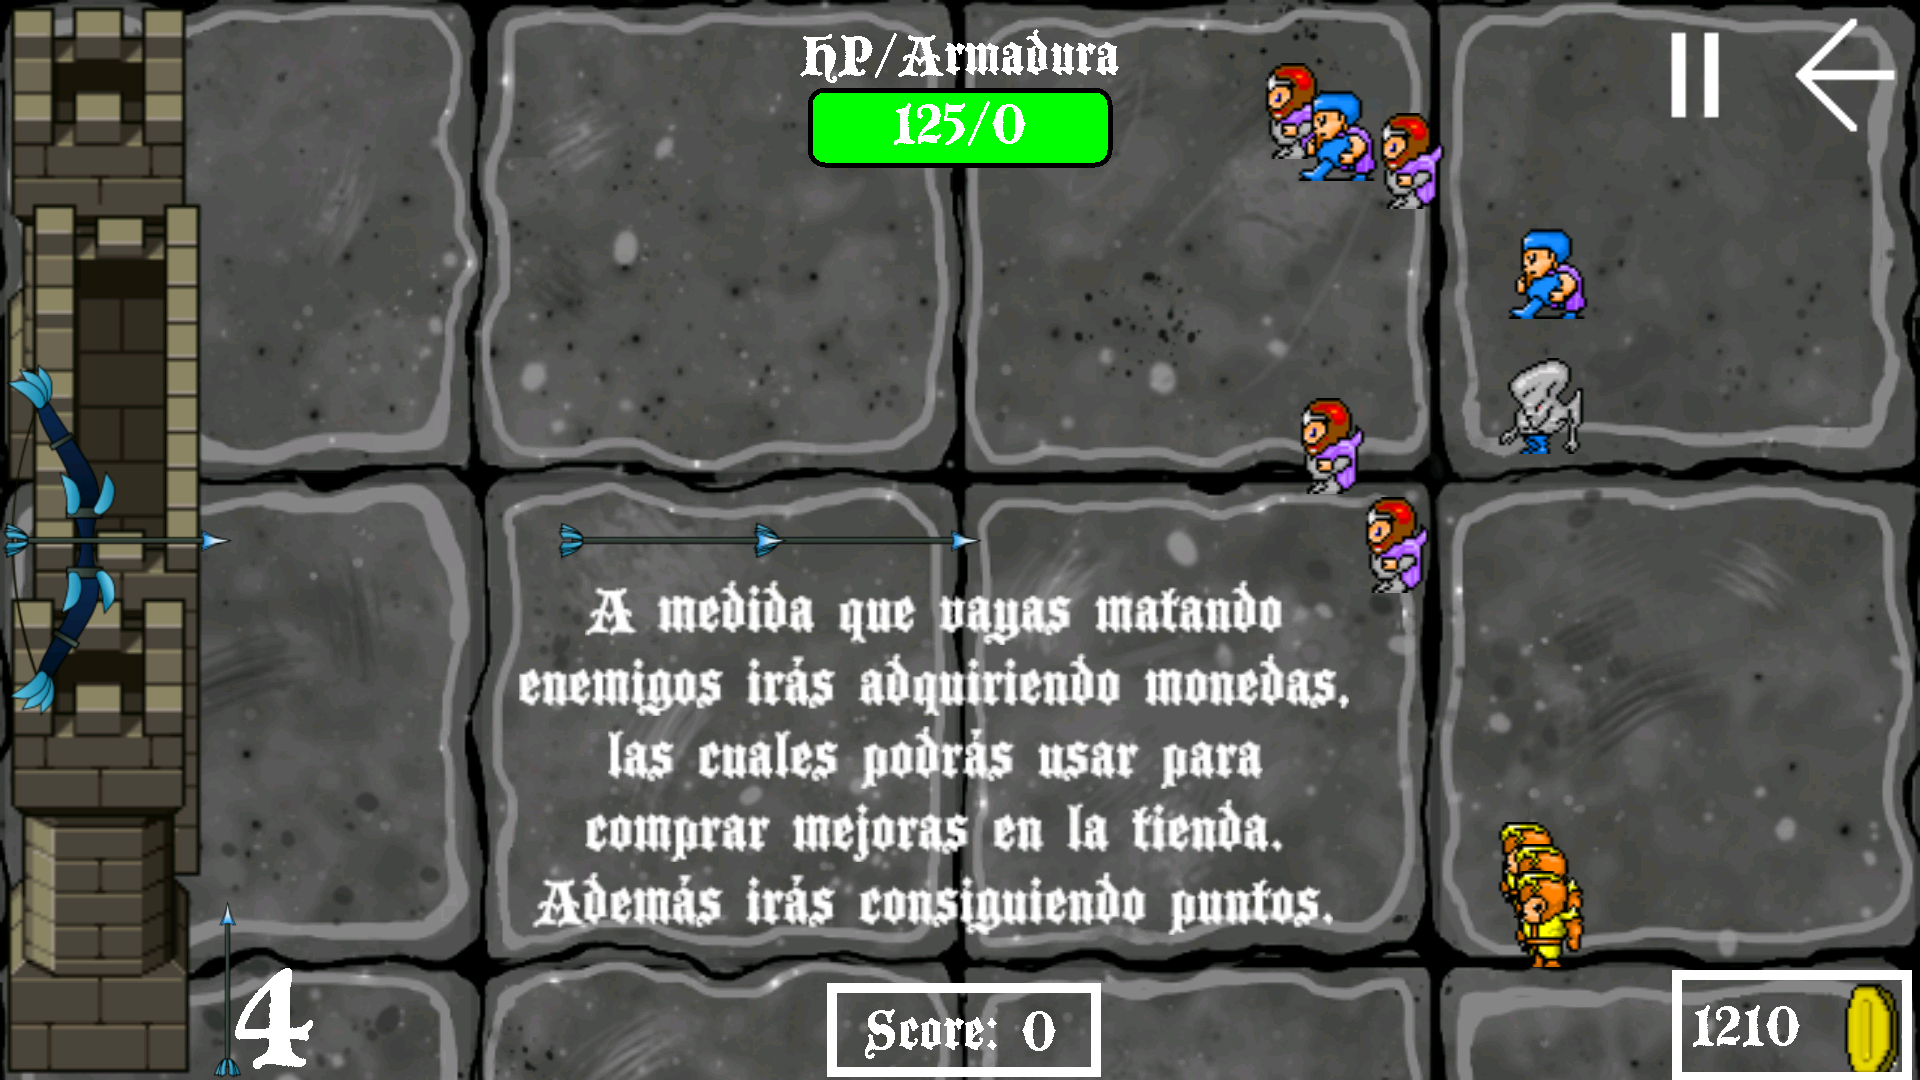 HP/Armadura
125/0
A medida que vayas matando
enemigos irás adquiriendo monedas,
las cuales podrás usar para
comprar mejoras en la tienda.
Además irás consiguiendo puntos.
4
Score: 0
1210